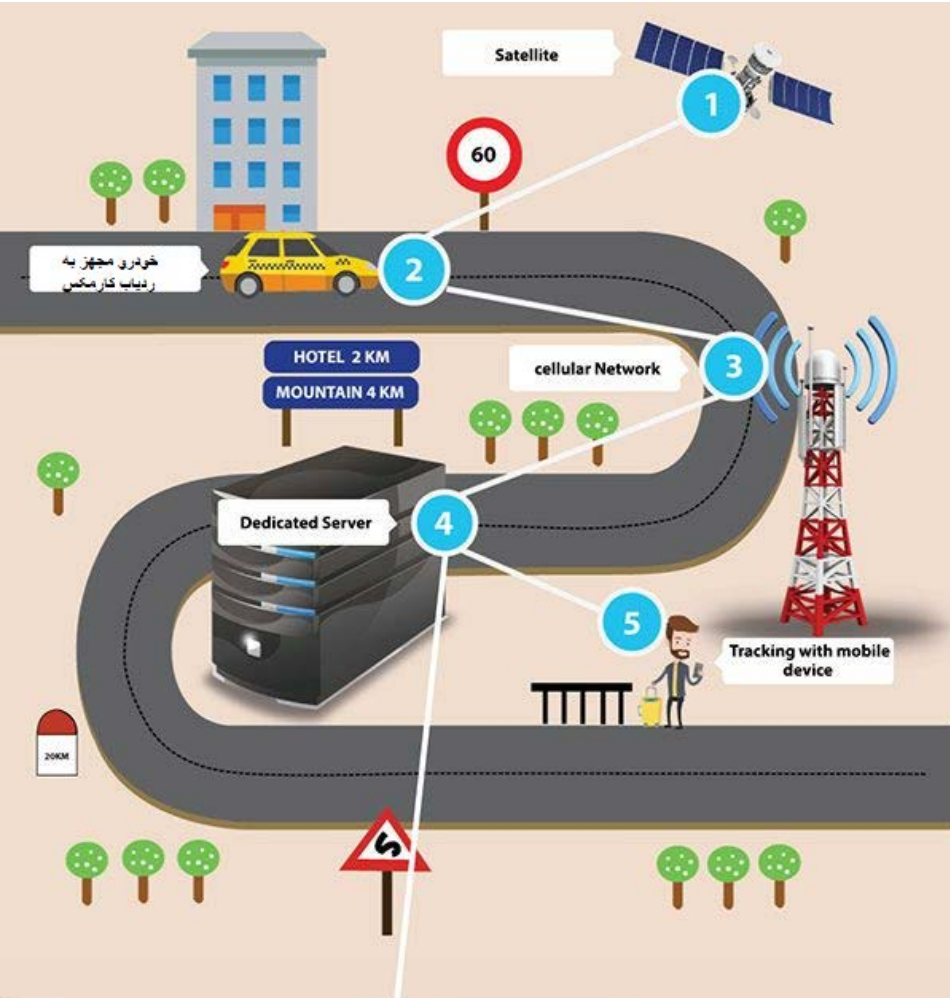 Satellite
1
60
خودری مجهز به
ردیاب کارمکس
2
HOTEL 2 KM
MOUNTAIN 4 KM
cellular Network
3
Dedicated Server
4
5
Tracking with mobile
device
20KM